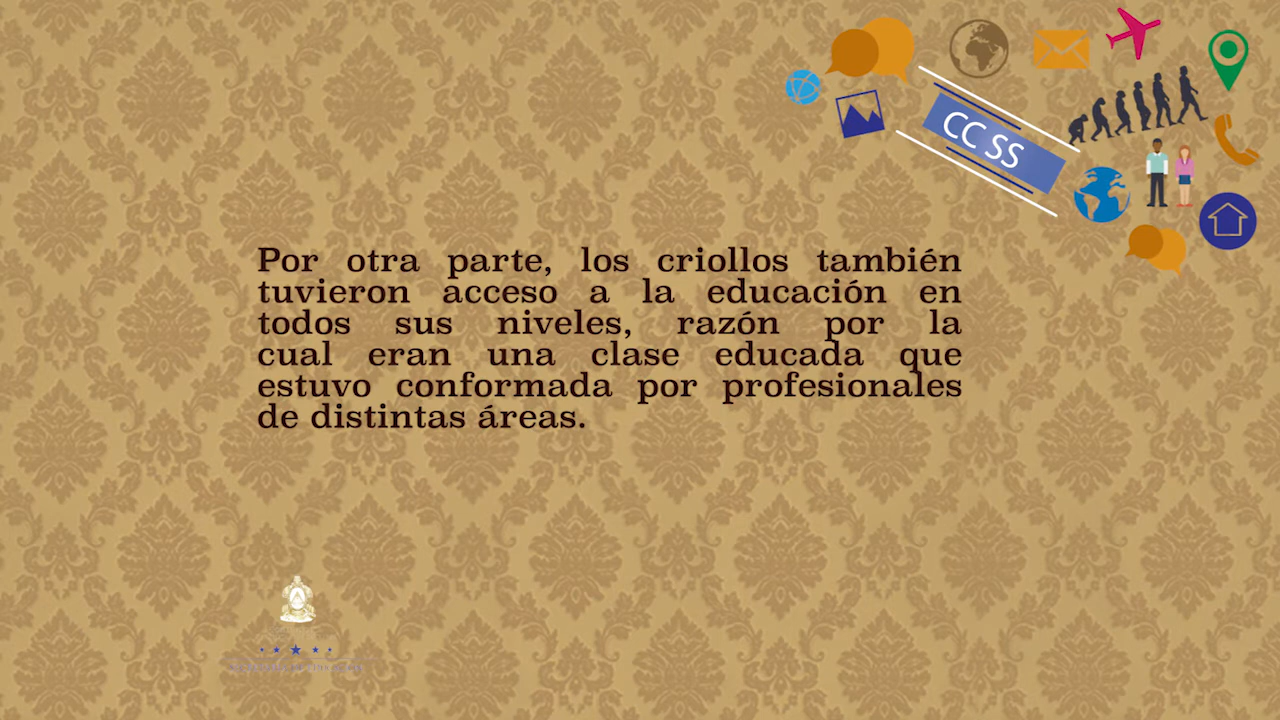 CC SS
Por otra parte, los criollos también
tuvieron acceso a la educación en
todos sus niveles, razón por la
cual eran una clase educada que
estuvo conformada por profesionales
de distintas áreas.